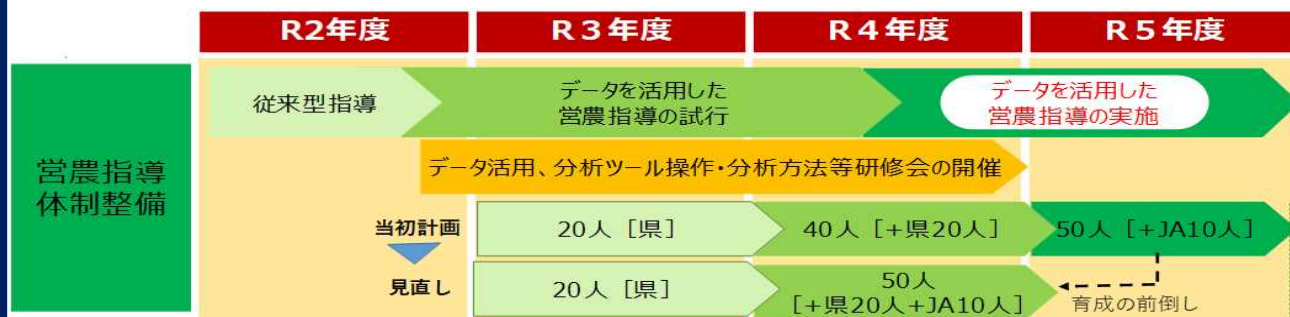 R2年度
R3年度
R4年度
R5年度
営農指導
体制整備
従来型指導
データを活用した
営農指導の試行
データを活用した
営農指導の実施
データ活用、分析ツール操作・分析方法等研修会の開催
当初計画
20人［県］
40人［+県20人］
50人［+JA10人］
見直し
20人［県］
50人
［+県20人+JA10人］
育成の前倒し